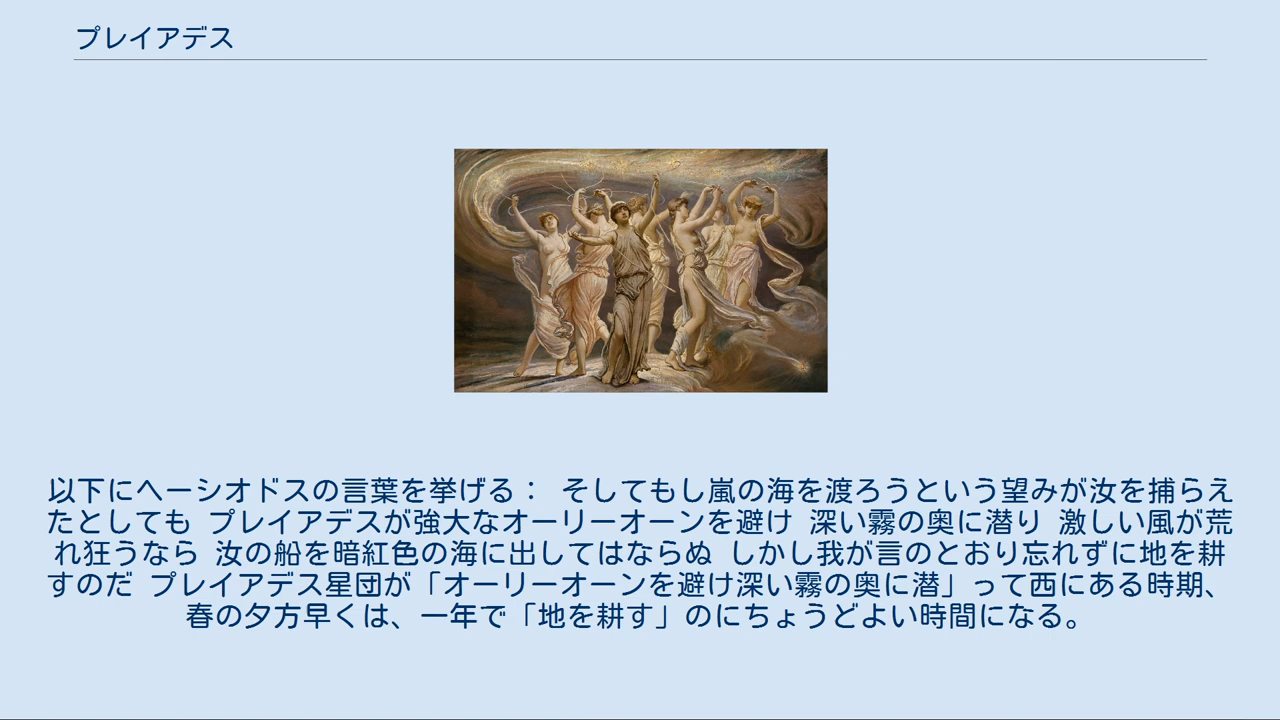 プレイアデス
以下にヘーシオドスの言葉を挙げる： そしてもし嵐の海を渡ろうという望みが汝を捕らえ
たとしても プレイアデスが強大なオーリーオーンを避け 深い霧の奥に潜り 激しい風が荒
れ狂うなら 汝の船を暗紅色の海に出してはならぬ しかし我が言のとおり忘れずに地を耕
すのだ プレイアデス星団が「オーリーオーンを避け深い霧の奥に潜」って西にある時期、
春の夕方早くは、一年で「地を耕す」のにちょうどよい時間になる。